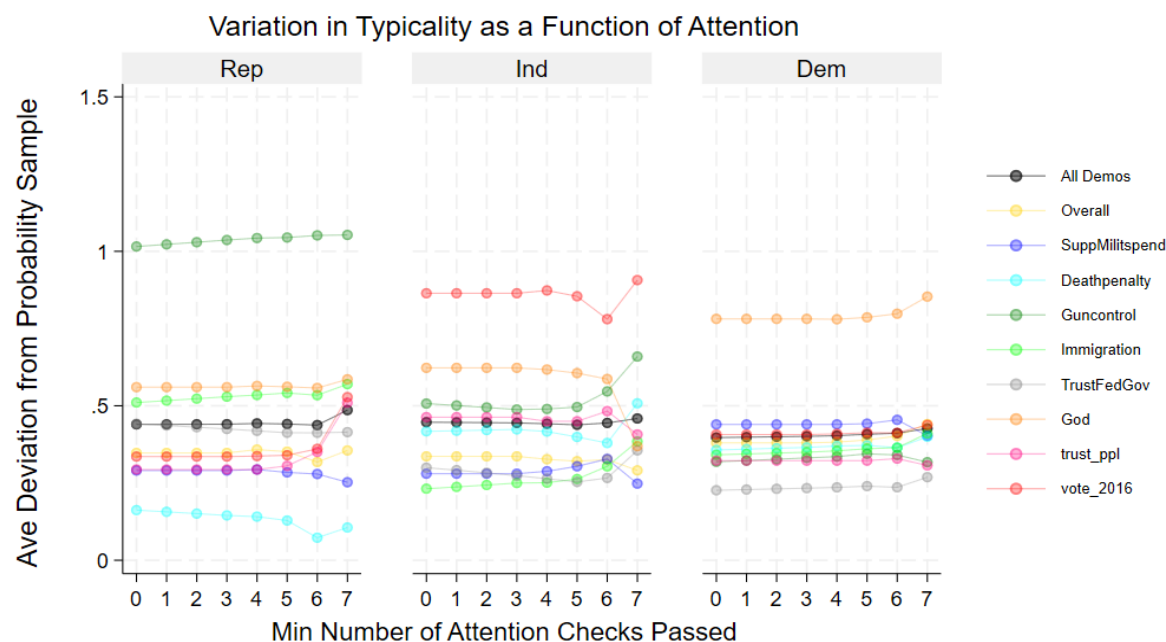 Variation in Typicality as a Function of Attention
Rep Ind Dem
Ave Deviation from Probability Sample
1.5
1
.5
0
0 1 2 3 4 5 6 7 0 1 2 3 4 5 6 7 0 1 2 3 4 5 6 7
Min Number of Attention Checks Passed
All Demos
Overall
SuppMilitspend
Deathpenalty
Guncontrol
Immigration
TrustFedGov
God
trust_ppl
vote_2016